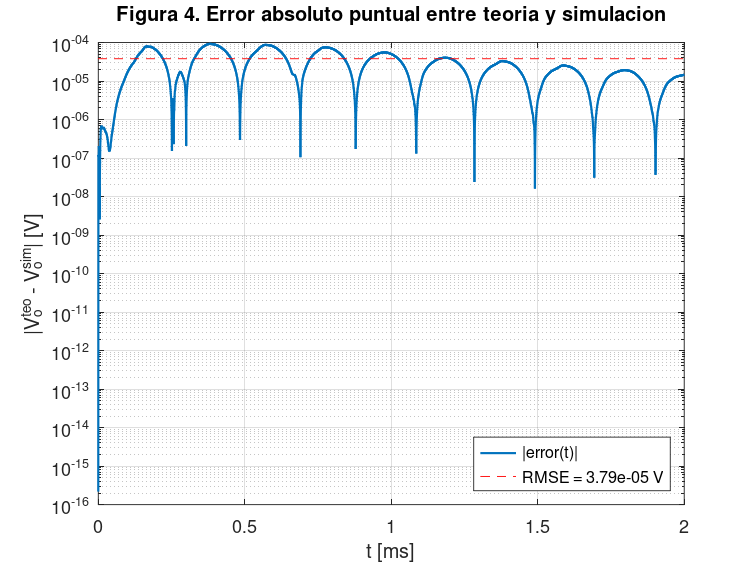 Figura 4. Error absoluto puntual entre teoria y simulacion
10^-04
10^-05
10^-06
10^-07
10^-08
10^-09
10^-10
10^-11
10^-12
10^-13
10^-14
10^-15
10^-16
|V_o^teo - V_o^sim| [V]
|error(t)|
RMSE = 3.79e-05 V
0 0.5 1 1.5 2
t [ms]